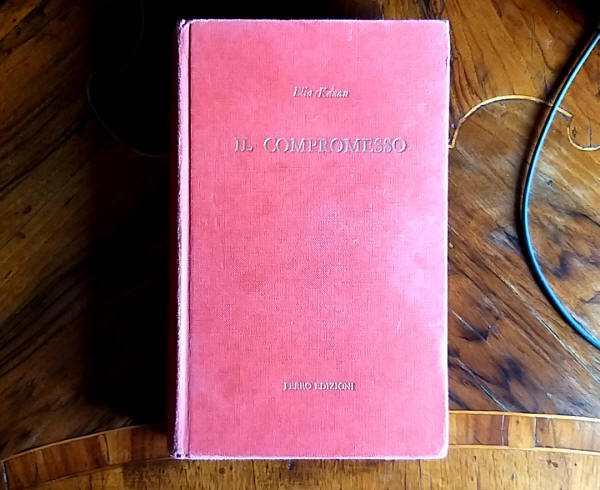 Elia Kazan
IL COMPROMESSO
FERRO EDIZIONI